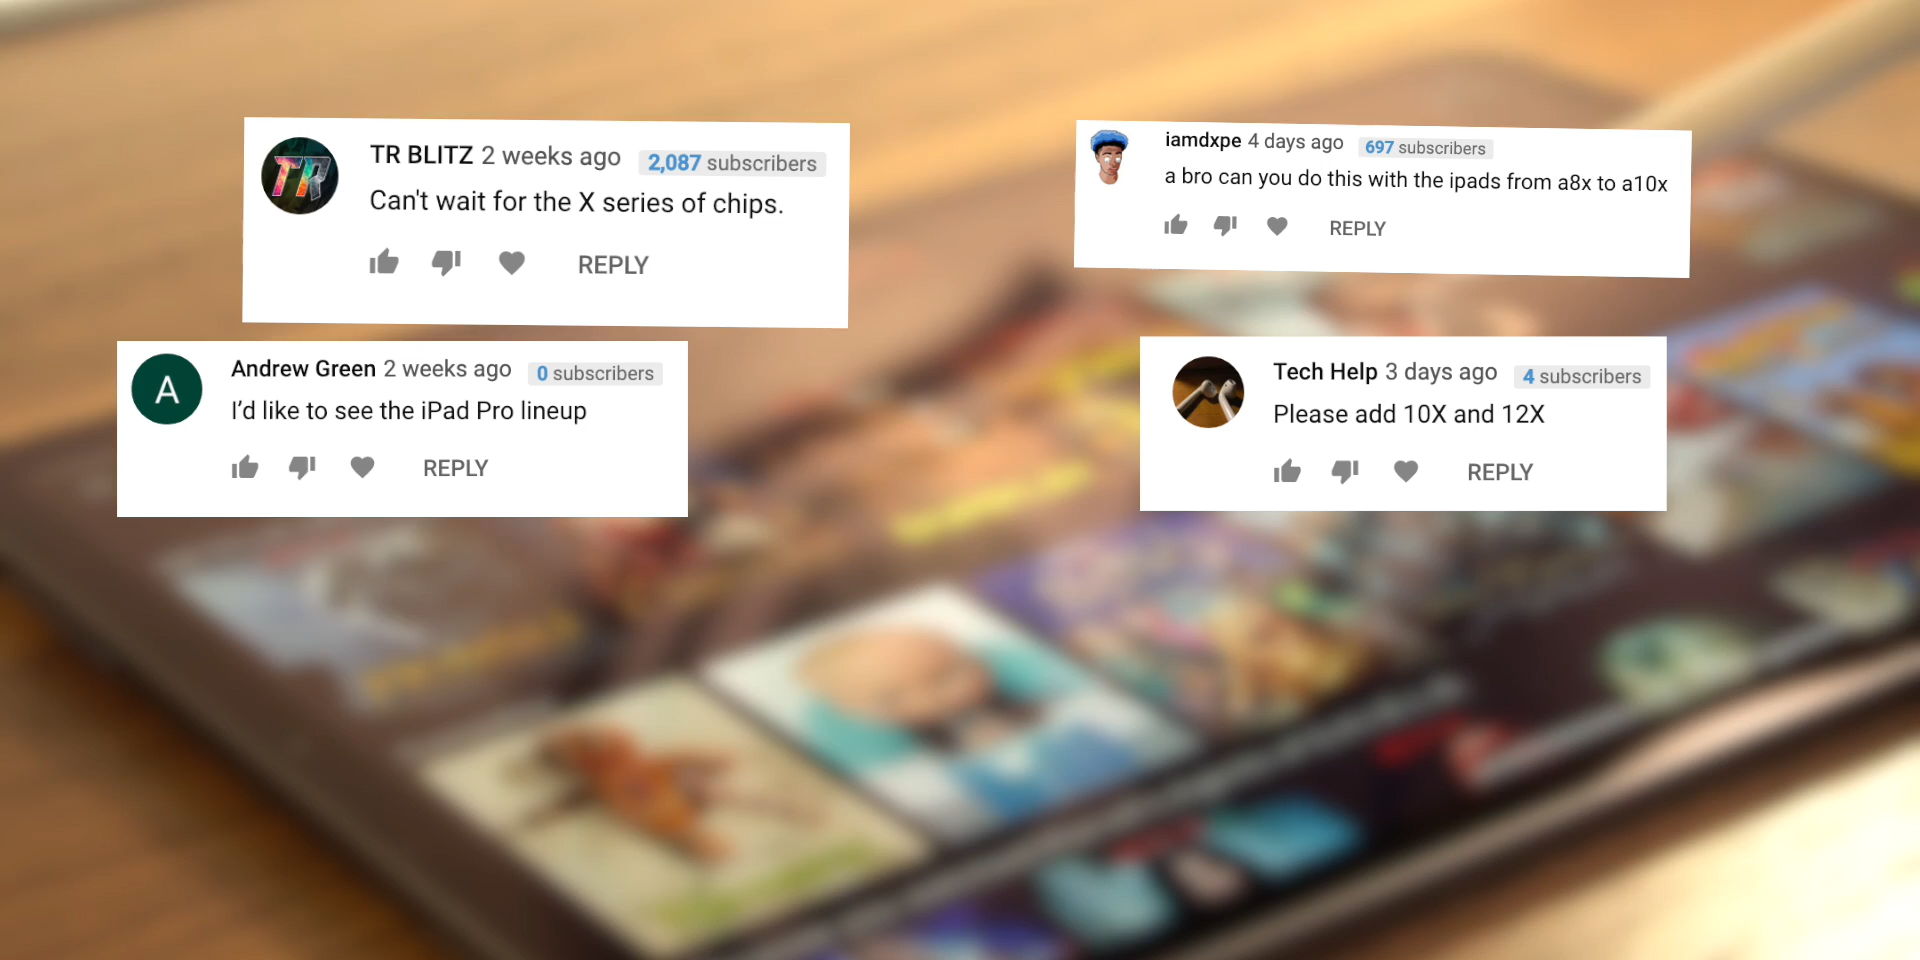 TR BLITZ 2 weeks ago 2,087 subscribers
Can't wait for the X series of chips.
REPLY
iamdxpe 4 days ago 697 subscribers
a bro can you do this with the ipads from a8x to a10x
REPLY
A
Andrew Green 2 weeks ago 0 subscribers
I'd like to see the iPad Pro lineup
REPLY
Tech Help 3 days ago 4 subscribers
Please add 10X and 12X
REPLY
TR